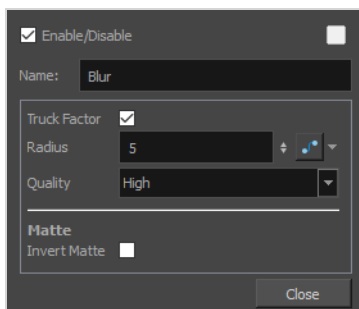 Enable/Disable
Name: Blur
Truck Factor
Radius 5
Quality High
Matte
Invert Matte
Close